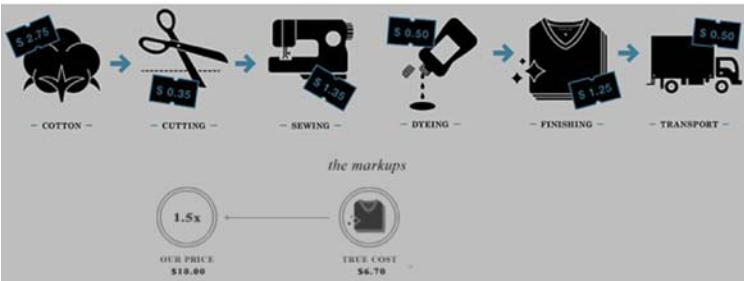 $ 2.75
$ 0.35
$ 1.35
$ 0.50
$ 1.25
$ 0.50
– COTTON –
– CUTTING –
– SEWING –
– DYEING –
– FINISHING –
– TRANSPORT –
the markups
1.5x
OUR PRICE
$10.00
TRUE COST
$6.70